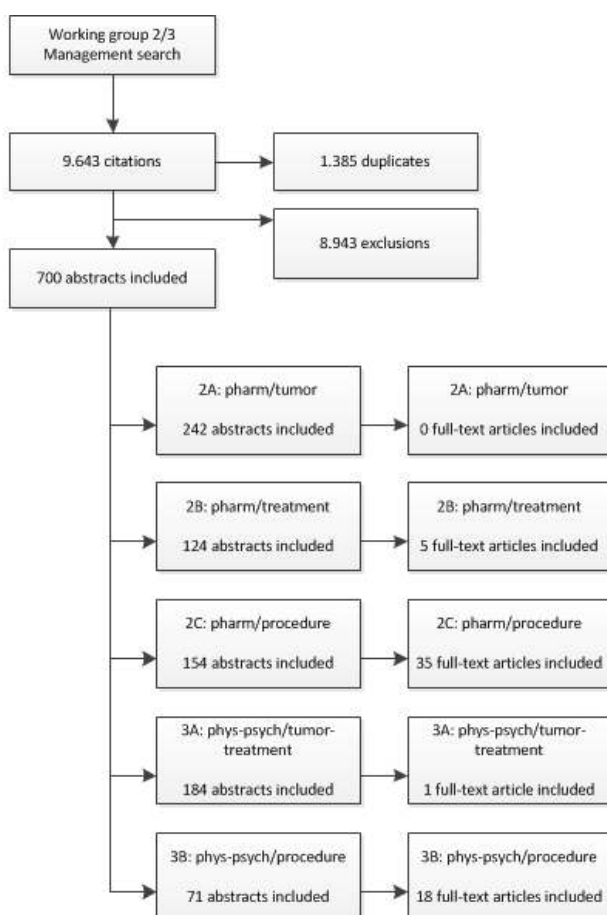 Working group 2/3
Management search
9.643 citations
1.385 duplicates
8.943 exclusions
700 abstracts included
2A: pharm/tumor
242 abstracts included
2A: pharm/tumor
0 full-text articles included
2B: pharm/treatment
124 abstracts included
2B: pharm/treatment
5 full-text articles included
2C: pharm/procedure
154 abstracts included
2C: pharm/procedure
35 full-text articles included
3A: phys-psych/tumor-
treatment
184 abstracts included
3A: phys-psych/tumor-
treatment
1 full-text article included
3B: phys-psych/procedure
71 abstracts included
3B: phys-psych/procedure
18 full-text articles included